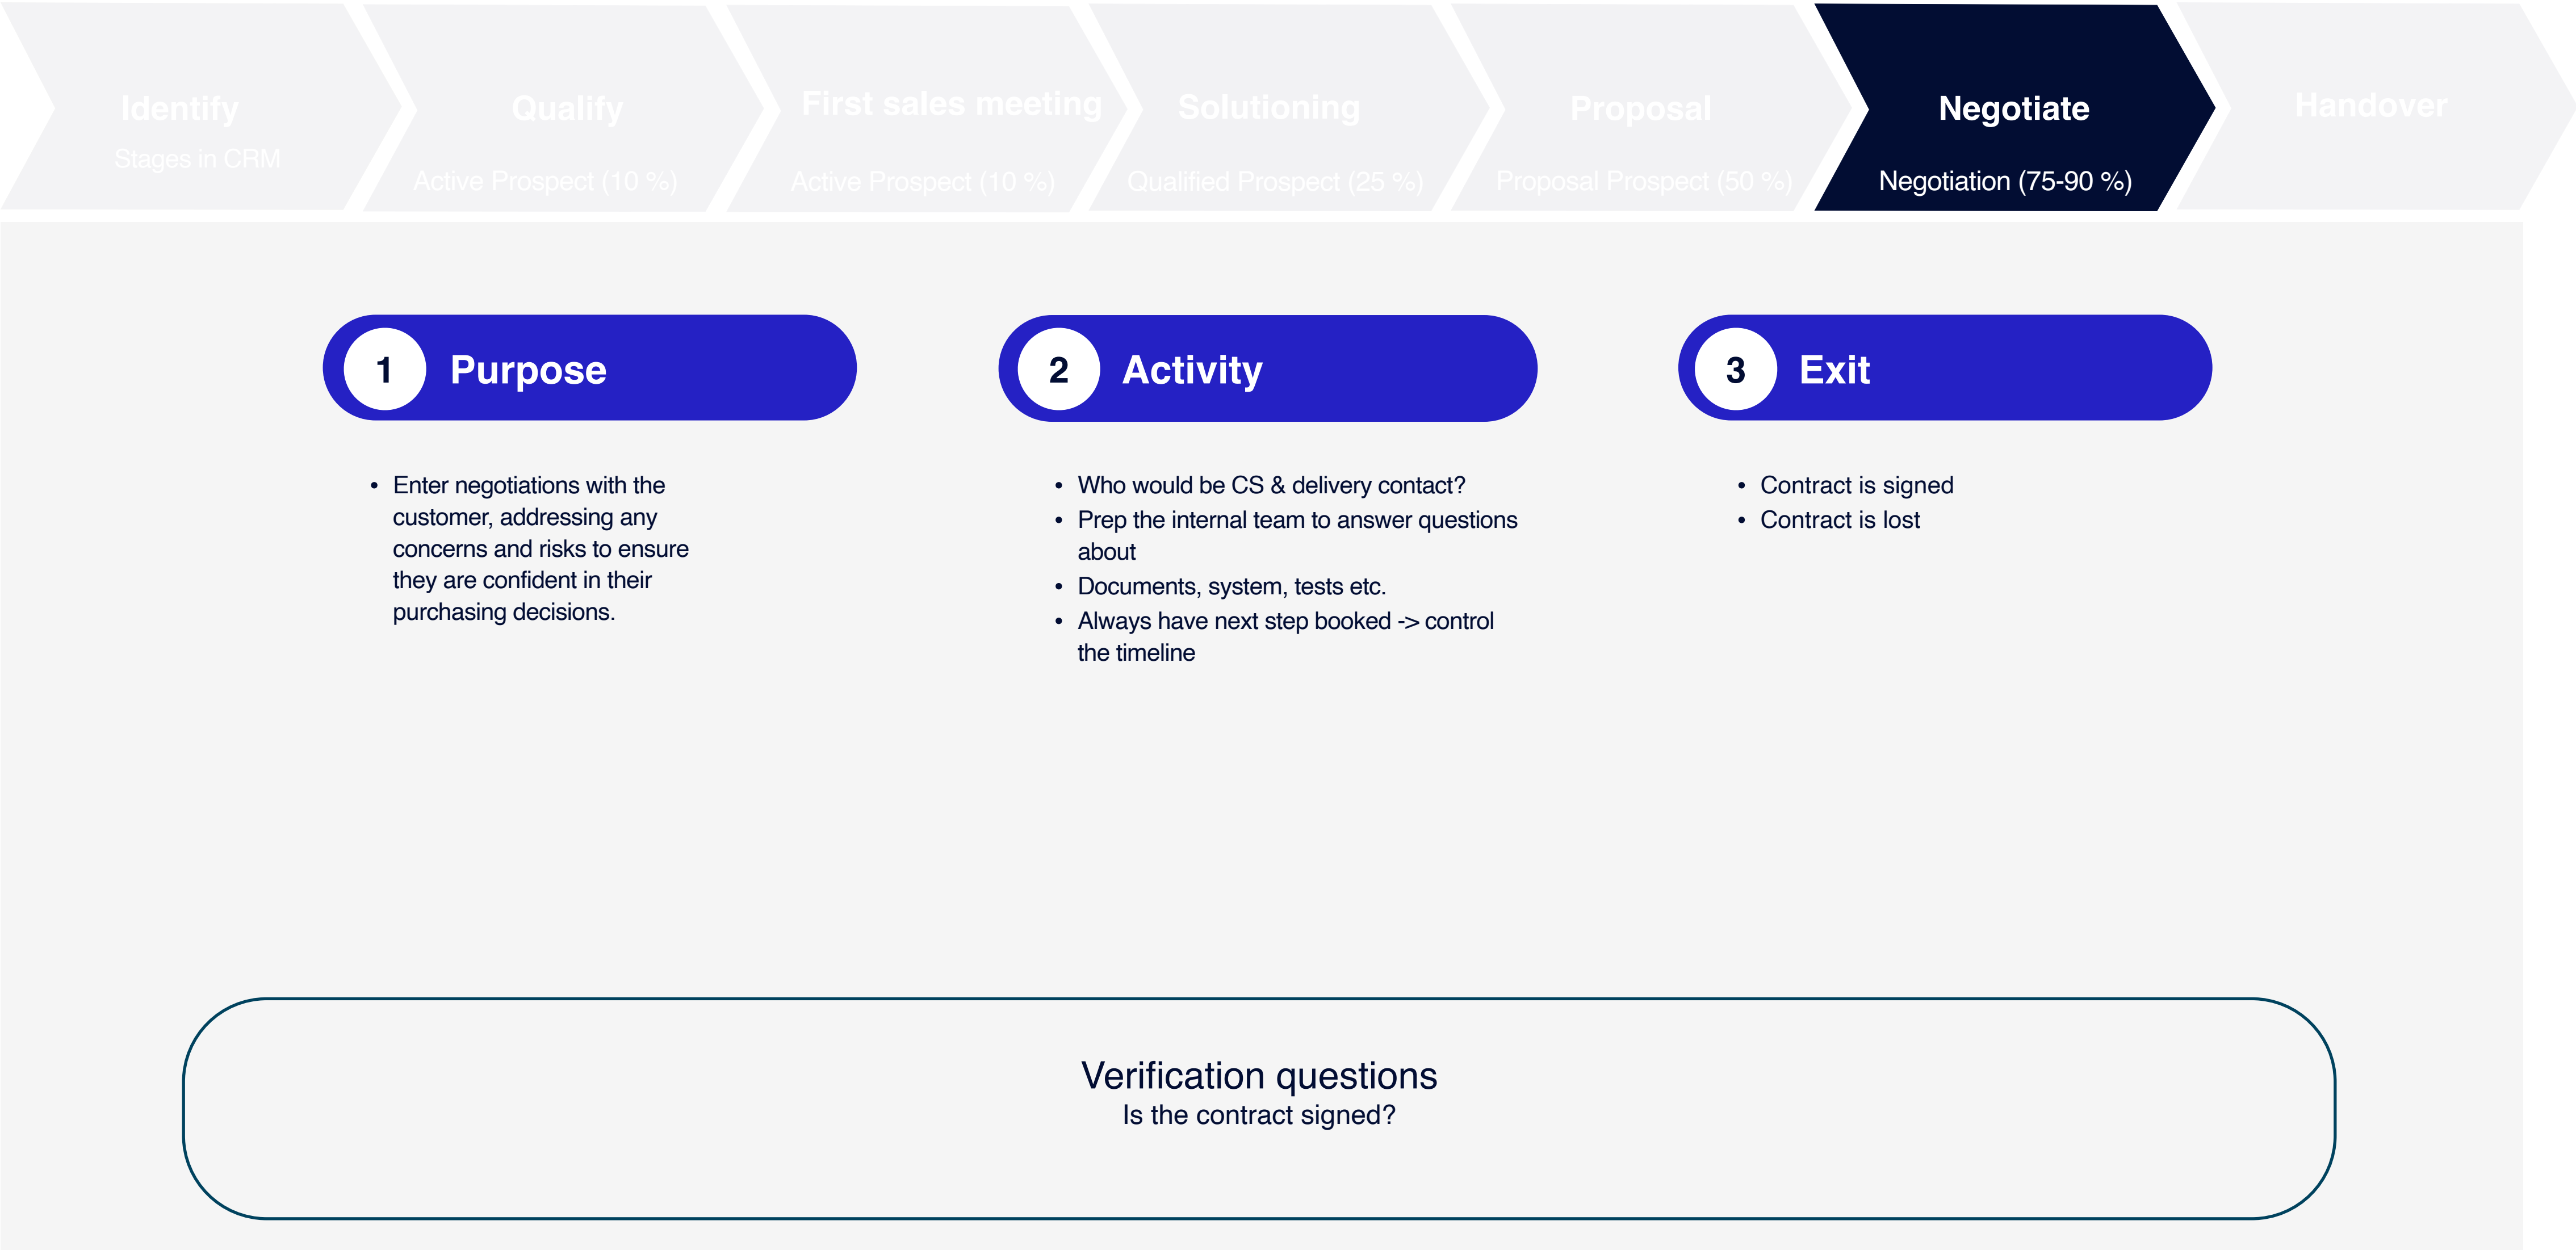 Identify
Stages in CRM
Qualify
Active Prospect (10 %)
First sales meeting
Active Prospect (10 %)
Solutioning
Qualified Prospect (25 %)
Proposal
Proposal Prospect (50 %)
Negotiate
Negotiation (75-90 %)
Handover
1 Purpose
• Enter negotiations with the
customer, addressing any
concerns and risks to ensure
they are confident in their
purchasing decisions.
2 Activity
• Who would be CS & delivery contact?
• Prep the internal team to answer questions
about
• Documents, system, tests etc.
• Always have next step booked -> control
the timeline
3 Exit
• Contract is signed
• Contract is lost
Verification questions
Is the contract signed?